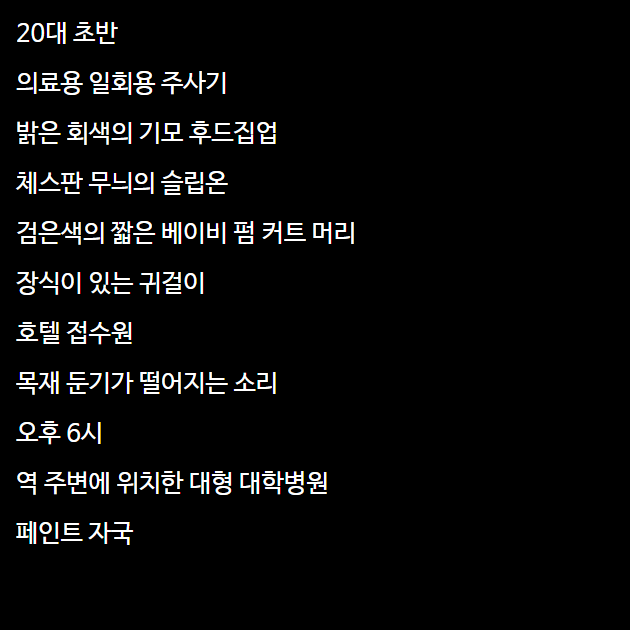 20대 초반
의료용 일회용 주사기
밝은 회색의 기모 후드집업
체스판 무늬의 슬립온
검은색의 짧은 베이비 펌 커트 머리
장식이 있는 귀걸이
호텔 접수원
목재 둔기가 떨어지는 소리
오후 6시
역 주변에 위치한 대형 대학병원
페인트 자국